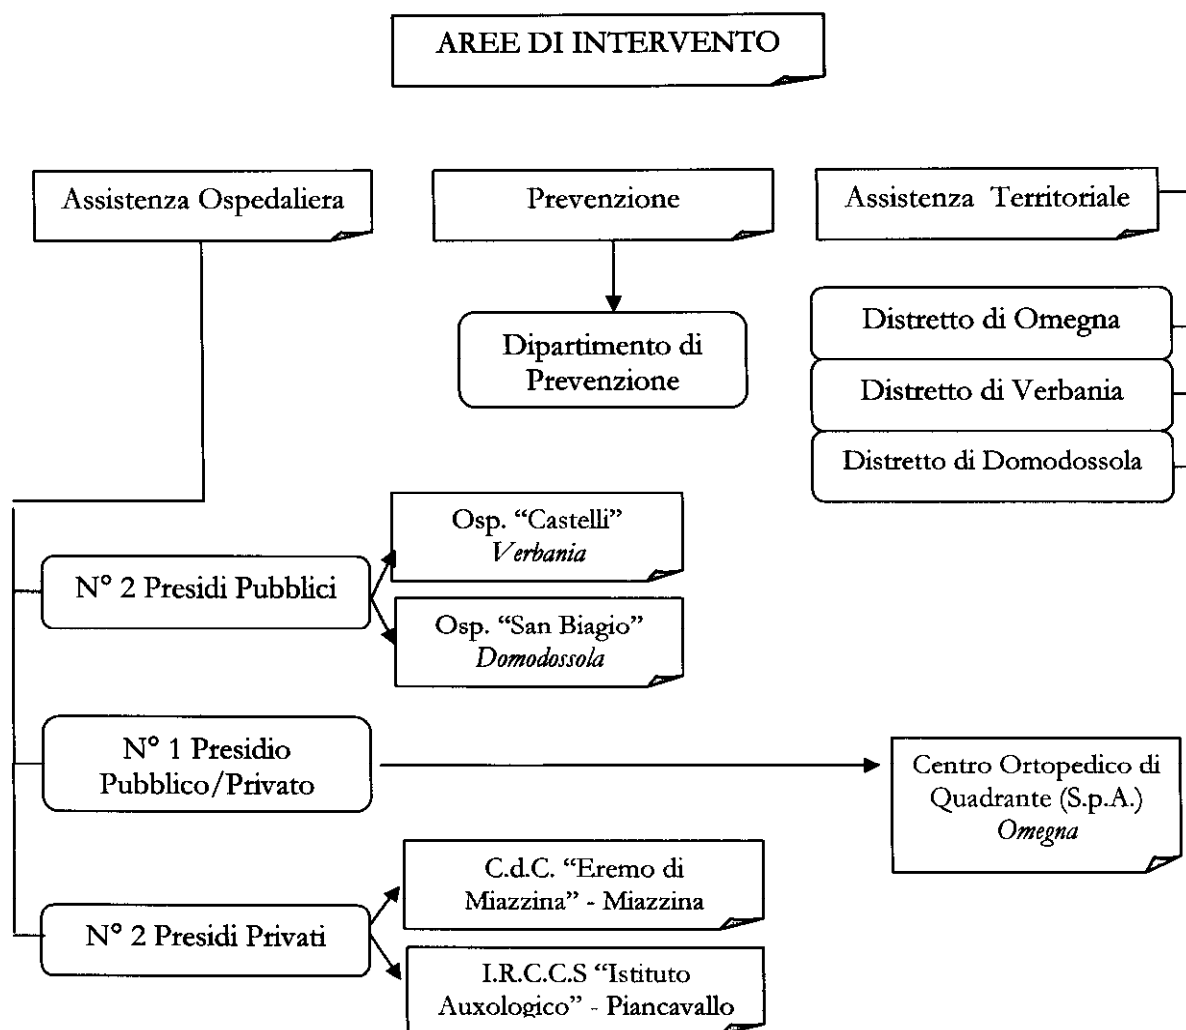 AREE DI INTERVENTO
Assistenza Ospedaliera
Prevenzione
Assistenza Territoriale
Dipartimento di
Prevenzione
Distretto di Omegna
Distretto di Verbania
Distretto di Domodossola
N° 2 Presidi Pubblici
Osp. “Castelli”
Verbania
Osp. “San Biagio”
Domodossola
N° 1 Presidio
Pubblico/Privato
Centro Ortopedico di
Quadrante (S.p.A.)
Omegna
N° 2 Presidi Privati
C.d.C. “Eremo di
Miazzina” - Miazzina
I.R.C.C.S “Istituto
Auxologico” - Piancavallo